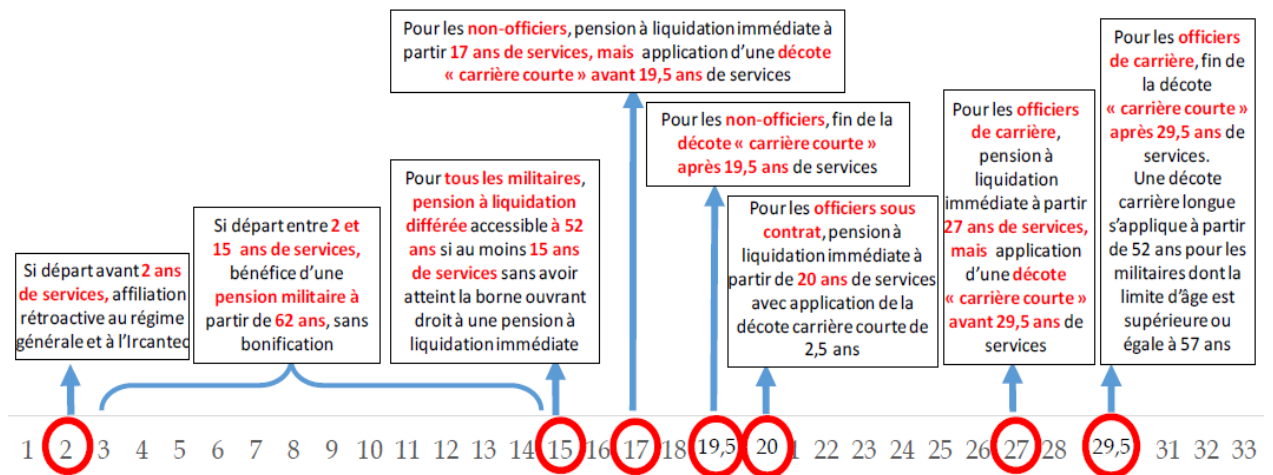 Si départ avant 2 ans
de services, affiliation
rétroactive au régime
générale et à l'Ircantec
Si départ entre 2 et
15 ans de services,
bénéfice d'une
pension militaire à
partir de 62 ans, sans
bonification
Pour tous les militaires,
pension à liquidation
différée accessible à 52
ans si au moins 15 ans
de services sans avoir
atteint la borne ouvrant
droit à une pension à
liquidation immédiate
Pour les non-officiers, pension à liquidation immédiate à
partir 17 ans de services, mais application d'une décote
« carrière courte » avant 19,5 ans de services
Pour les non-officiers, fin de la
décote « carrière courte »
après 19,5 ans de services
Pour les officiers sous
contrat, pension à
liquidation immédiate à
partir de 20 ans de services
avec application de la
décote carrière courte de
2,5 ans
Pour les officiers
de carrière,
pension à
liquidation
immédiate à partir
27 ans de services,
mais application
d'une décote
« carrière courte »
avant 29,5 ans de
services
Pour les officiers
de carrière, fin de
la décote
« carrière courte »
après 29,5 ans de
services.
Une décote
carrière longue
s'applique à partir
de 52 ans pour les
militaires dont la
limite d'âge est
supérieure ou
égale à 57 ans
1 2 3 4 5 6 7 8 9 10 11 12 13 14 15 16 17 18 19,5 20 1 22 23 24 25 26 27 28 29,5 31 32 33